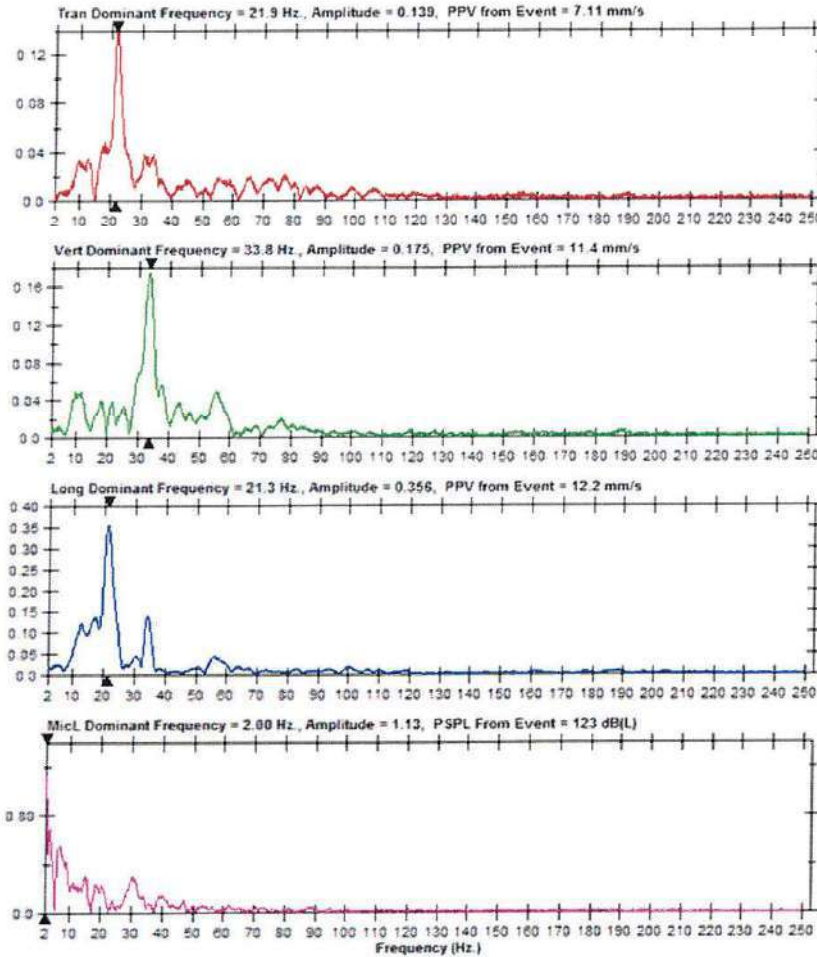 Tran Dominant Frequency = 21.9 Hz., Amplitude = 0.139, PPV from Event = 7.11 mm/s
0.12
0.08
0.04
0.0
2 10 20 30 40 50 60 70 80 90 100 110 120 130 140 150 160 170 180 190 200 210 220 230 240 250
Vert Dominant Frequency = 33.8 Hz., Amplitude = 0.175, PPV from Event = 11.4 mm/s
0.16
0.12
0.08
0.04
0.0
2 10 20 30 40 50 60 70 80 90 100 110 120 130 140 150 160 170 180 190 200 210 220 230 240 250
Long Dominant Frequency = 21.3 Hz., Amplitude = 0.356, PPV from Event = 12.2 mm/s
0.40
0.35
0.30
0.25
0.20
0.15
0.10
0.05
0.0
2 10 20 30 40 50 60 70 80 90 100 110 120 130 140 150 160 170 180 190 200 210 220 230 240 250
MicL Dominant Frequency = 2.00 Hz., Amplitude = 1.13, PSPL From Event = 123 dB(L)
0.80
0.0
2 10 20 30 40 50 60 70 80 90 100 110 120 130 140 150 160 170 180 190 200 210 220 230 240 250
Frequency (Hz.)